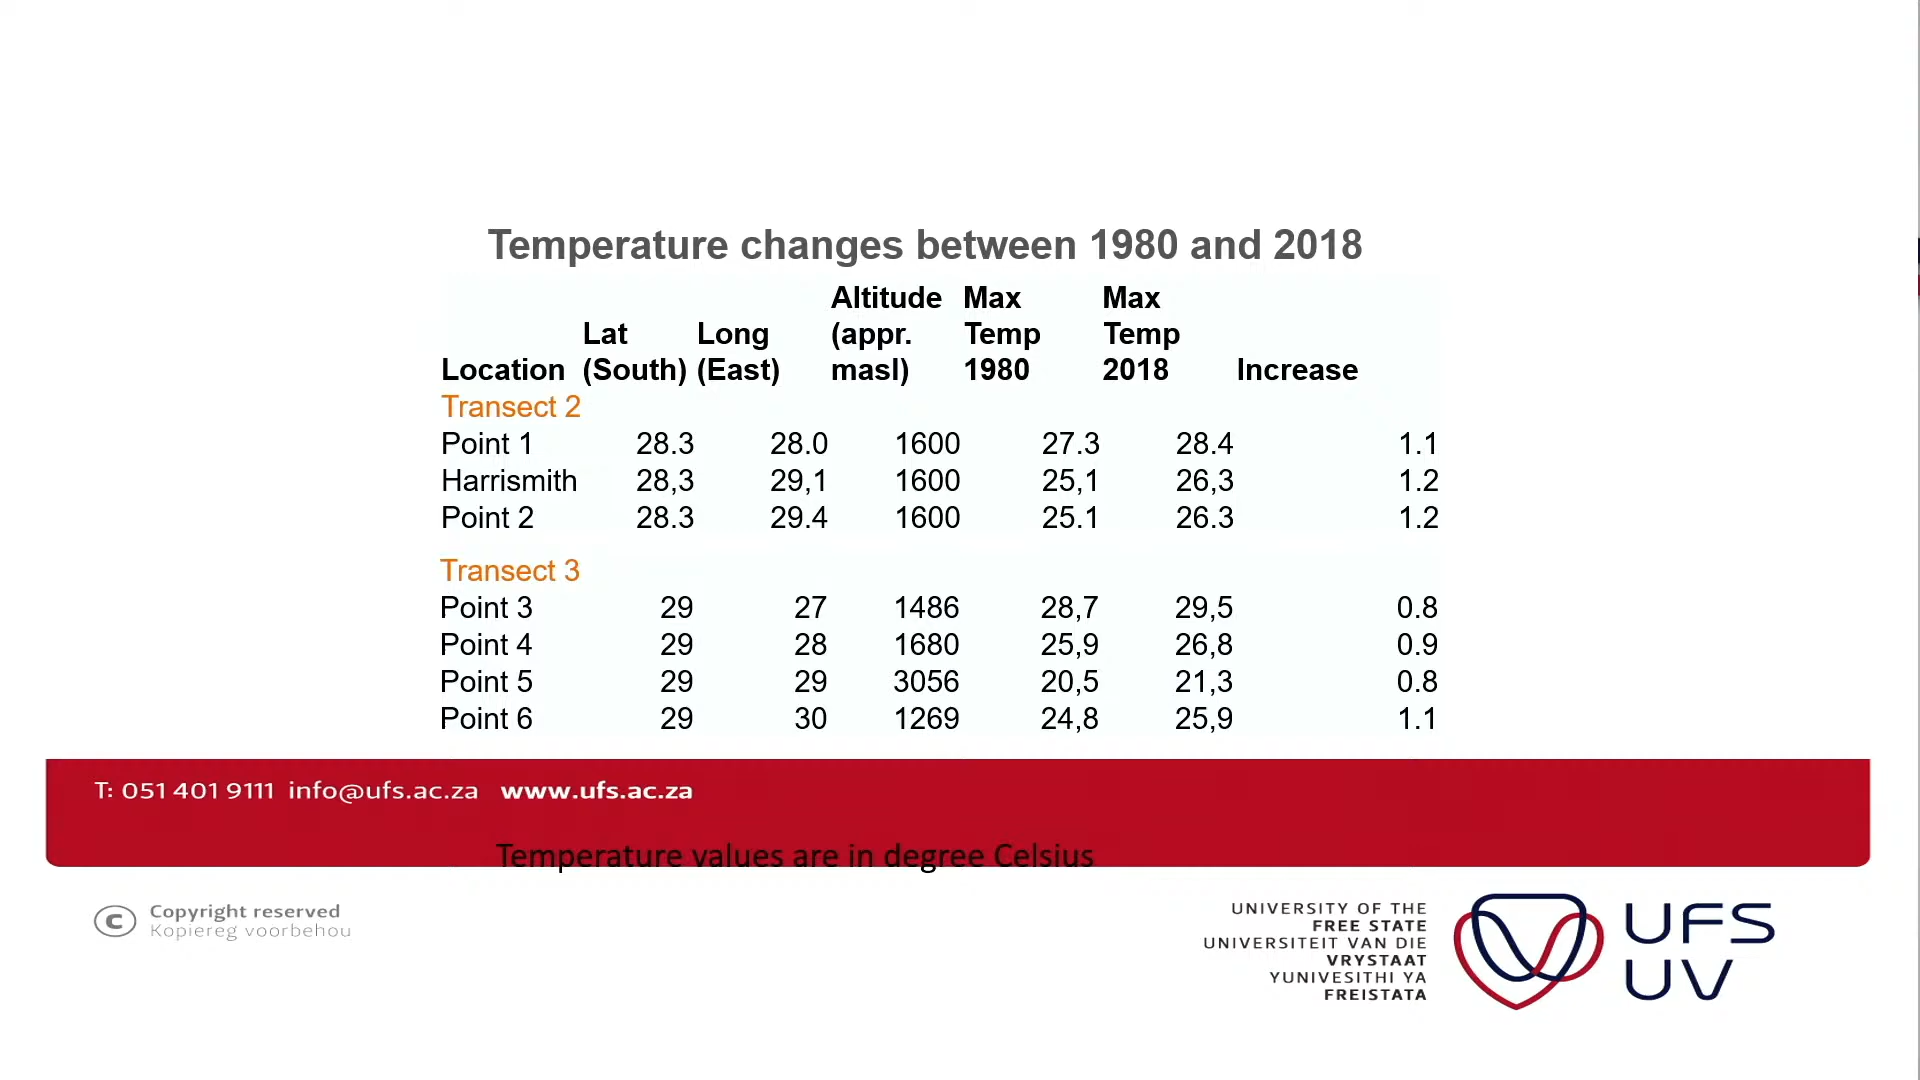 Temperature changes between 1980 and 2018
Altitude Max Max
Lat Long (appr. Temp Temp
Location (South) (East) masl) 1980 2018 Increase
Transect 2
Point 1 28.3 28.0 1600 27.3 28.4 1.1
Harrismith 28,3 29,1 1600 25,1 26,3 1.2
Point 2 28.3 29.4 1600 25.1 26.3 1.2
Transect 3
Point 3 29 27 1486 28,7 29,5 0.8
Point 4 29 28 1680 25,9 26,8 0.9
Point 5 29 29 3056 20,5 21,3 0.8
Point 6 29 30 1269 24,8 25,9 1.1
T: 051 401 9111 info@ufs.ac.za www.ufs.ac.za
Temperature values are in degree Celsius
C Copyright reserved
Kopiereg voorbehou
UNIVERSITY OF THE
FREE STATE
UNIVERSITEIT VAN DIE
VRYSTAAT
YUNIVESITHI YA
FREISTATA
UFS
UV